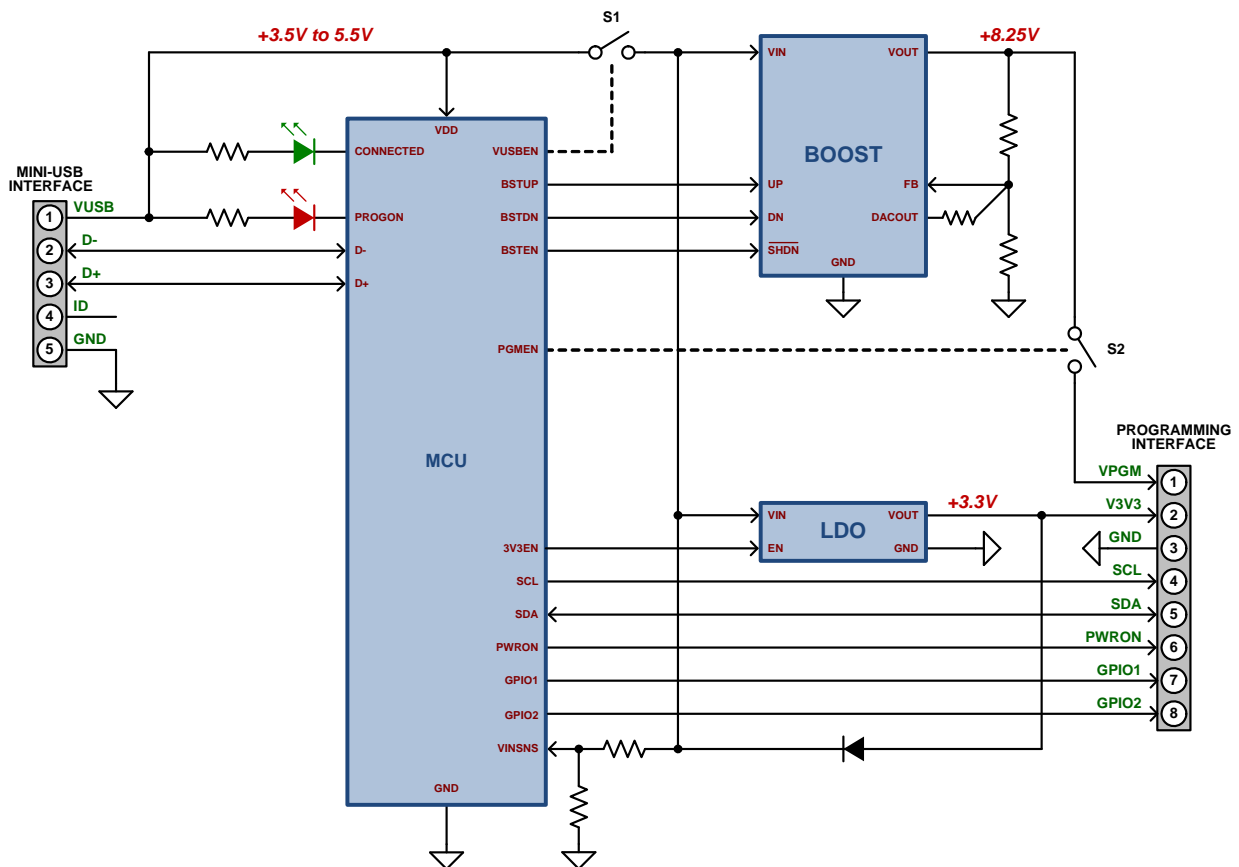 S1
+3.5V to 5.5V
+8.25V
VIN
VOUT
VDD
BOOST
CONNECTED
VUSBEN
MINI-USB
INTERFACE
UP
FB
BSTUP
1
VUSB
PROGON
BSTDN
DN
DACOUT
2
D-
D-
BSTEN
SHDN
GND
3
D+
D+
4
ID
5
GND
PGMEN
S2
PROGRAMMING
INTERFACE
MCU
VPGM
1
+3.3V
VIN
VOUT
V3V3
2
LDO
3V3EN
EN
GND
GND
3
SCL
SCL
4
SDA
SDA
5
PWRON
PWRON
6
GPIO1
GPIO1
7
GPIO2
GPIO2
8
VINSNS
GND